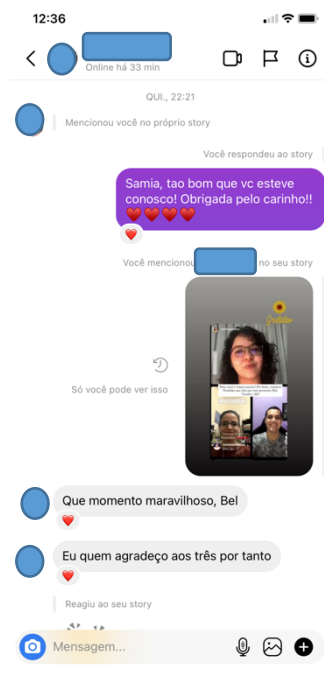 12:36
Online há 33 min
QUI., 22:21
Mencionou você no próprio story
Você respondeu ao story
Samia, tao bom que vc esteve
conosco! Obrigada pelo carinho!!
Você mencionou no seu story
Gratidão
Só você pode ver isso
Que momento maravilhoso, Bel
Eu quem agradeço aos três por tanto
Reagiu ao seu story
Mensagem...